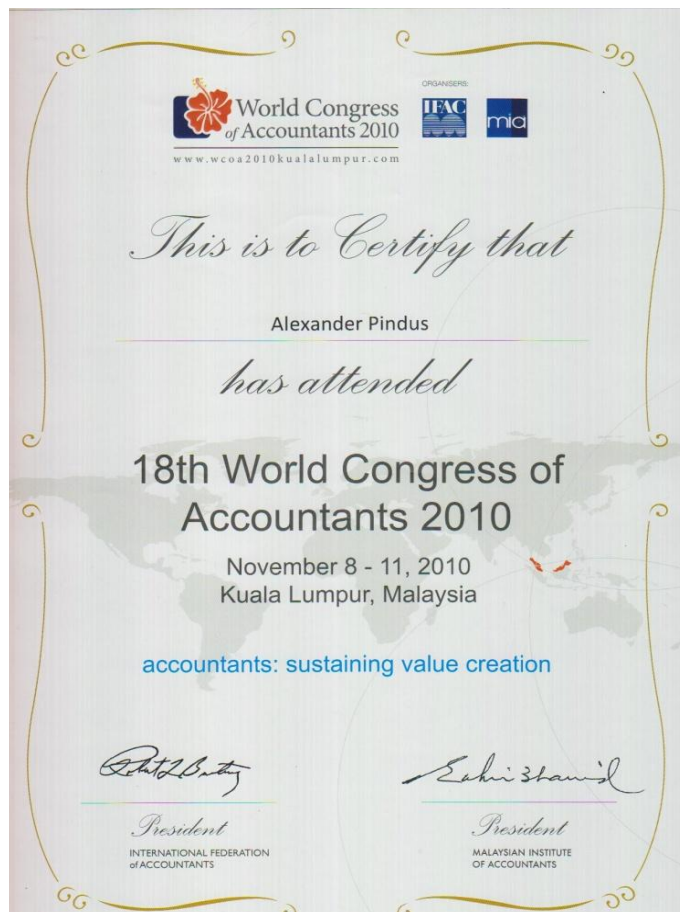 World Congress
of Accountants 2010
www.wcoa2010kualalumpur.com
ORGANISERS:
IFAC
mia
This is to Certify that
Alexander Pindus
has attended
18th World Congress of
Accountants 2010
November 8 - 11, 2010
Kuala Lumpur, Malaysia
accountants: sustaining value creation
President
INTERNATIONAL FEDERATION
of ACCOUNTANTS
President
MALAYSIAN INSTITUTE
OF ACCOUNTANTS